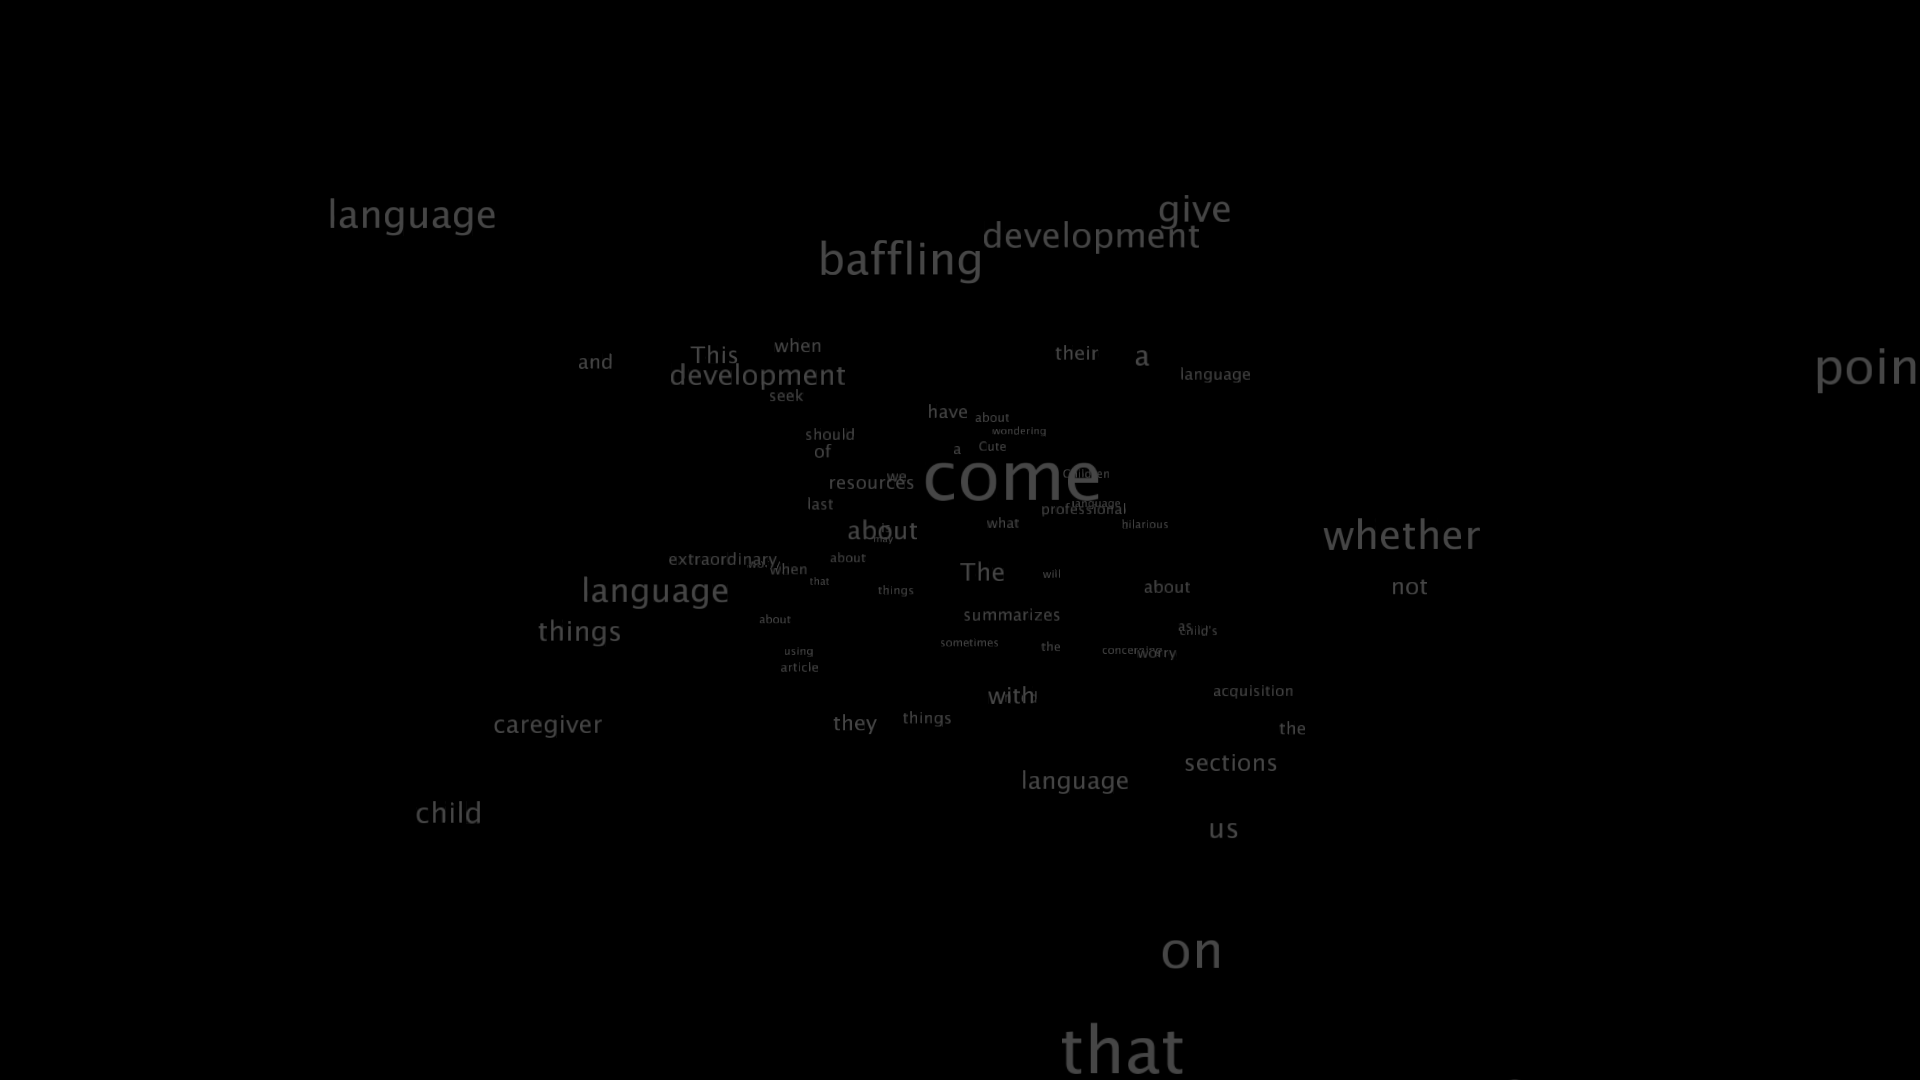 give
language
development
baffling
when
their
This
a
and
poin
language
development
seek
have
about
wondering
should
Cute
a
of
Children
we
come
resources
language
last
professional
what
hilarious
is
about
whether
may
about
extraordinary
when
The
will
that
not
about
things
language
summarizes
about
as
child's
things
sometimes
the
concerning
using
worry
article
acquisition
with
things
they
caregiver
the
sections
language
child
us
on
that